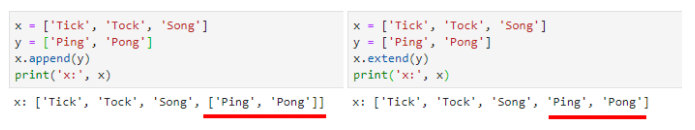 x = ['Tick', 'Tock', 'Song']
y = ['Ping', 'Pong']
x.append(y)
print('x:', x)
x: ['Tick', 'Tock', 'Song', ['Ping', 'Pong']]
x = ['Tick', 'Tock', 'Song']
y = ['Ping', 'Pong']
x.extend(y)
print('x:', x)
x: ['Tick', 'Tock', 'Song', 'Ping', 'Pong']